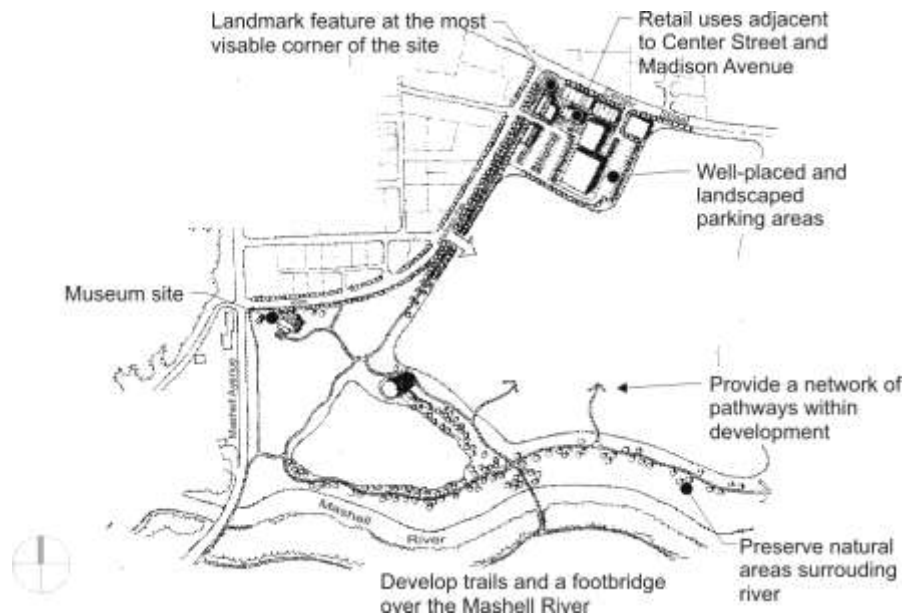 Landmark feature at the most
visable corner of the site
Retail uses adjacent
to Center Street and
Madison Avenue
Well-placed and
landscaped
parking areas
Museum site
Mashell Avenue
Provide a network of
pathways within
development
Mashell
River
Preserve natural
areas surrouding
river
Develop trails and a footbridge
over the Mashell River